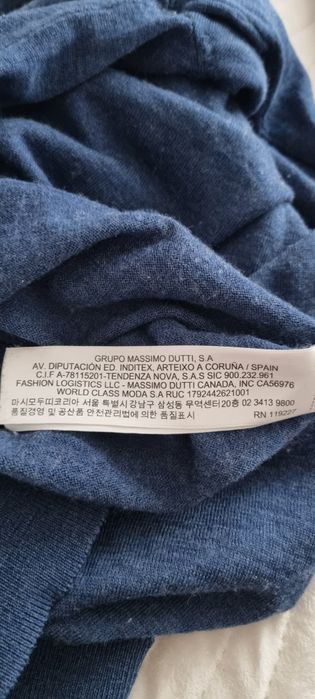 GRUPO MASSIMO DUTTI, S.A
AV. DIPUTACIÓN ED. INDITEX, ARTEIXO A CORUÑA / SPAIN
C.I.F A-78115201-TENDENZA NOVA, S.A.S SIC 900.232.961
FASHION LOGISTICS LLC - MASSIMO DUTTI CANADA, INC CA56976
WORLD CLASS MODA S.A RUC 1792442621001
마시모두띠코리아 서울 특별시강남구 삼성동 무역센터20층 02 3413 9800
품질경영 및 공산품 안전관리법에 의한 품질표시 RN 119227